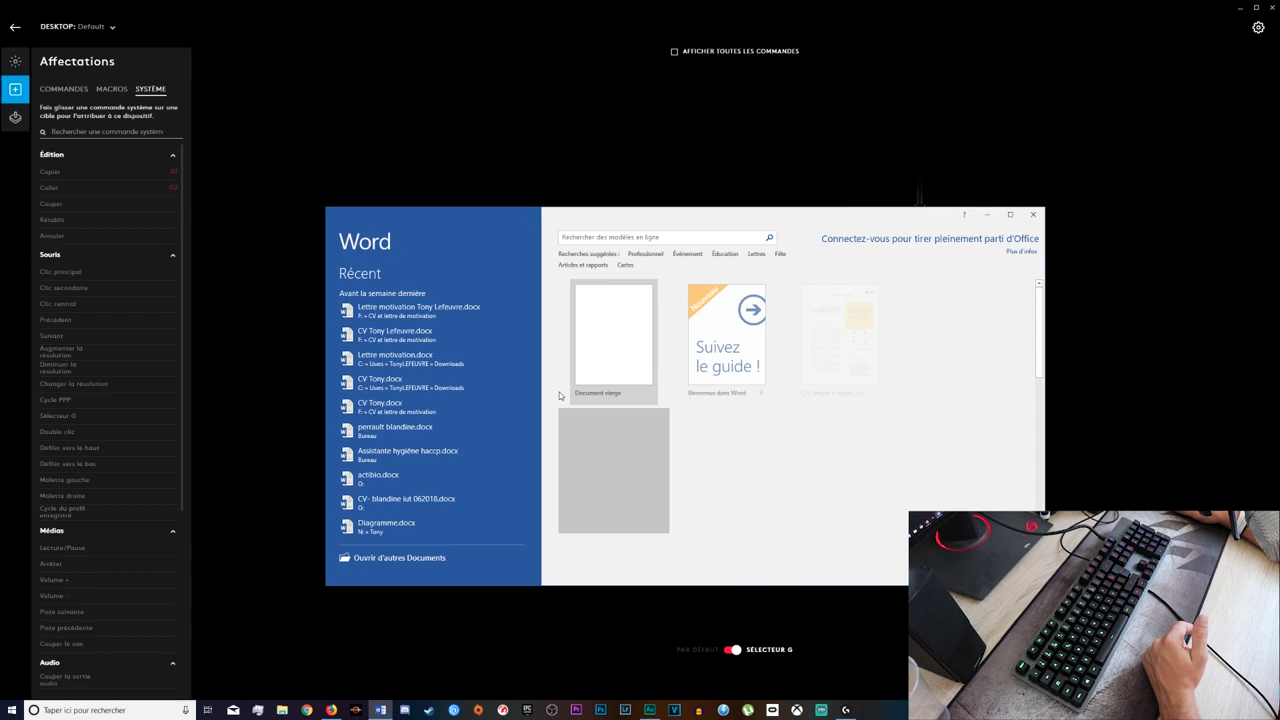 DESKTOP: Default
AFFICHER TOUTES LES COMMANDES
Affectations
COMMANDES MACROS SYSTÈME
Fais glisser une commande système sur une
cible pour l'attribuer à ce dispositif.
Rechercher une commande systèm
Édition
Copier G1
Coller G2
Couper
Rétablir
Annuler
Souris
Clic principal
Clic secondaire
Clic central
Précédent
Suivant
Augmenter la
résolution
Diminuer la
résolution
Changer la résolution
Cycle PPP
Sélecteur G
Double clic
Défiler vers le haut
Défiler vers le bas
Molette gauche
Molette droite
Cycle du profil
enregistré
Médias
Lecture/Pause
Arrêter
Volume +
Volume -
Piste suivante
Piste précédente
Couper le son
Audio
Couper la sortie
audio
Word
Récent
Avant la semaine dernière
Lettre motivation Tony Lefeuvre.docx
F: » CV et lettre de motivation
CV Tony Lefeuvre.docx
F: » CV et lettre de motivation
Lettre motivation.docx
C: » Users » TonyLEFEUVRE » Downloads
CV Tony.docx
C: » Users » TonyLEFEUVRE » Downloads
CV Tony.docx
F: » CV et lettre de motivation
perrault blandine.docx
Bureau
Assistante hygiène haccp.docx
Bureau
actibio.docx
O:
CV- blandine iut 062018.docx
O:
Diagramme.docx
N: » Tony
Ouvrir d'autres Documents
Rechercher des modèles en ligne
Recherches suggérées : Professionnel Événement Éducation Lettres Fête
Articles et rapports Cartes
Connectez-vous pour tirer pleinement parti d'Office
Plus d'infos
Document vierge
Nouveau
Suivez
le guide !
Bienvenue dans Word
PAR DÉFAUT SÉLECTEUR G
Taper ici pour rechercher